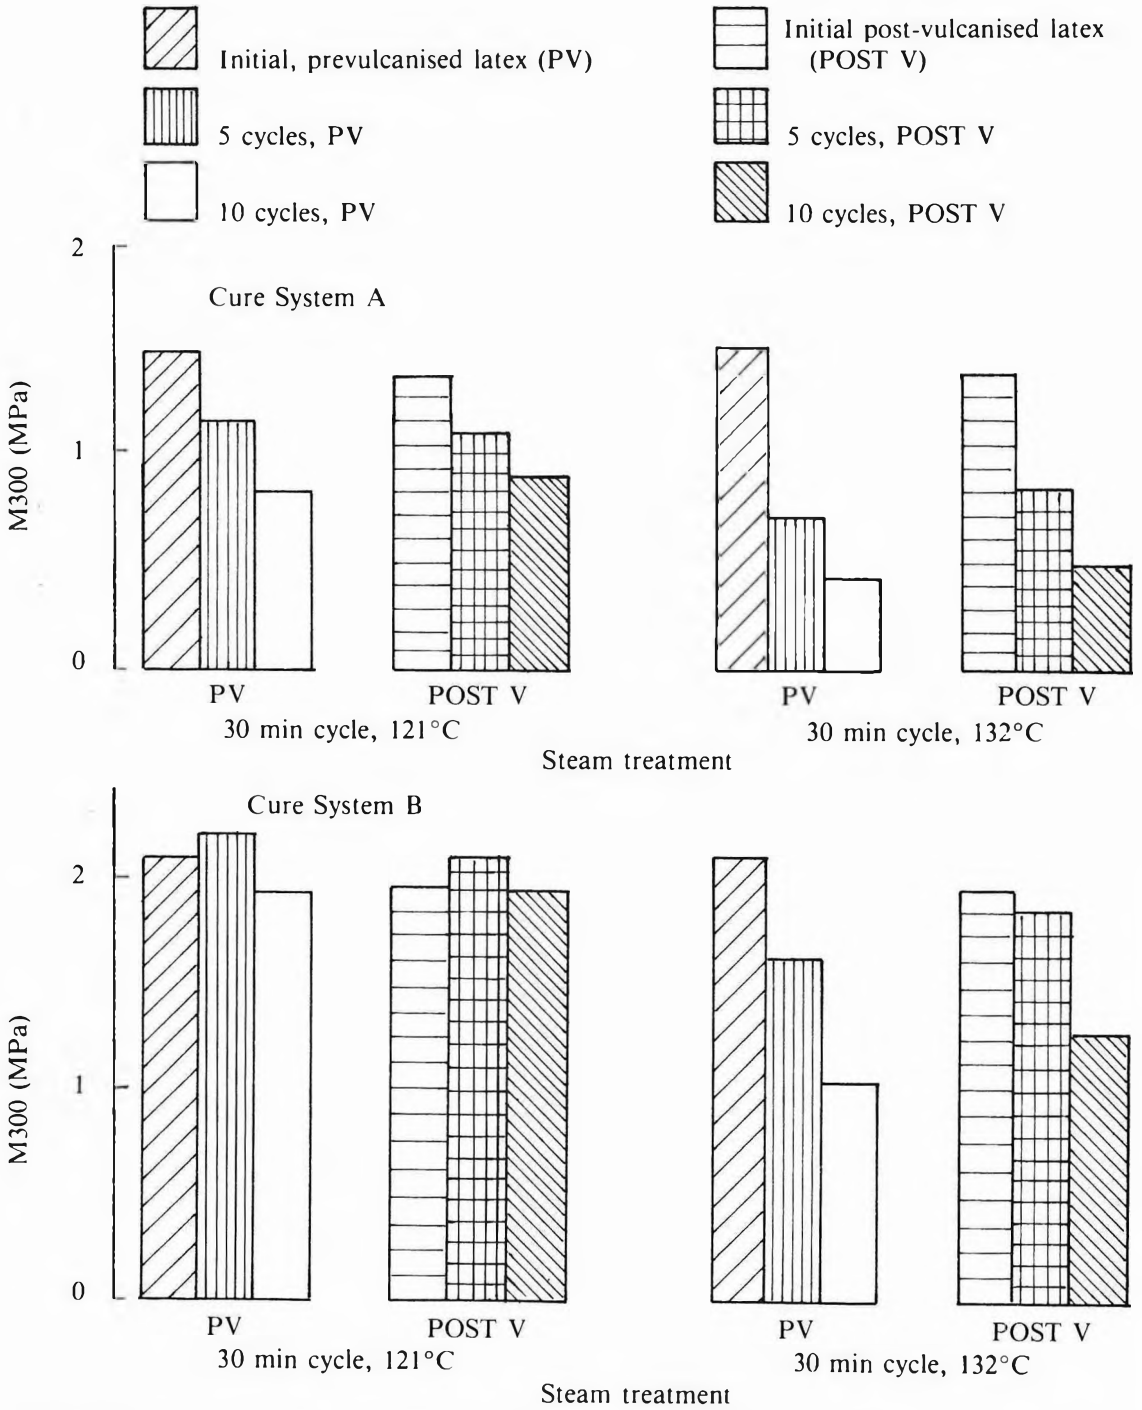 Initial, prevulcanised latex (PV)
5 cycles, PV
10 cycles, PV
Initial post-vulcanised latex
(POST V)
5 cycles, POST V
10 cycles, POST V
2
Cure System A
M300 (MPa)
1
0
PV
POST V
PV
POST V
30 min cycle, 121°C
30 min cycle, 132°C
Steam treatment
Cure System B
2
M300 (MPa)
1
0
PV
POST V
PV
POST V
30 min cycle, 121°C
30 min cycle, 132°C
Steam treatment